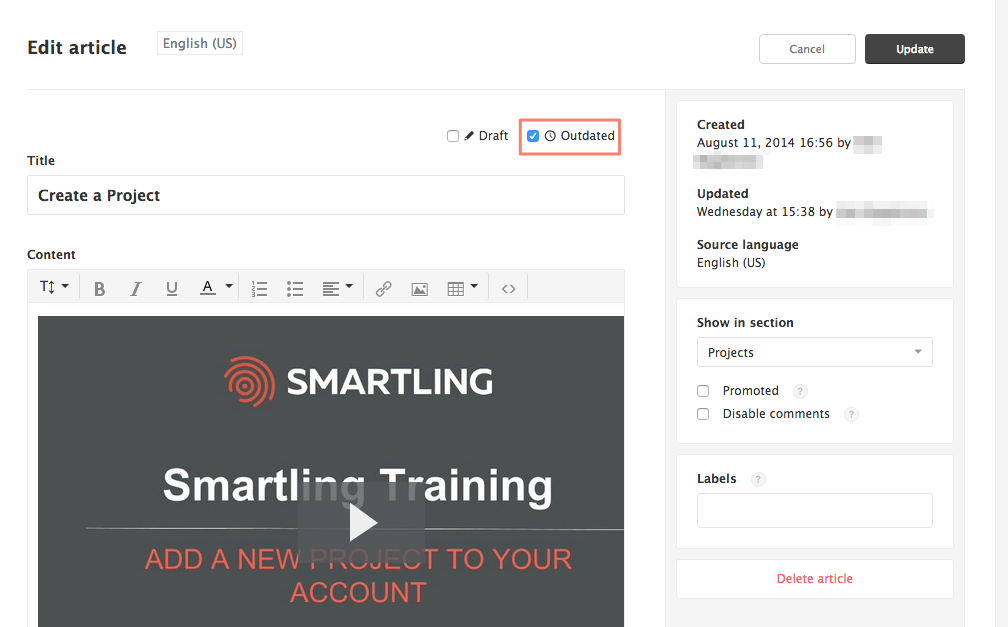 Edit article
English (US)
Cancel
Update
Draft
Outdated
Title
Create a Project
Content
T
B
I
U
A
SMARTLING
Smartling Training
ADD A NEW PROJECT TO YOUR
ACCOUNT
Created
August 11, 2014 16:56 by
Updated
Wednesday at 15:38 by
Source language
English (US)
Show in section
Projects
Promoted ?
Disable comments ?
Labels ?
Delete article